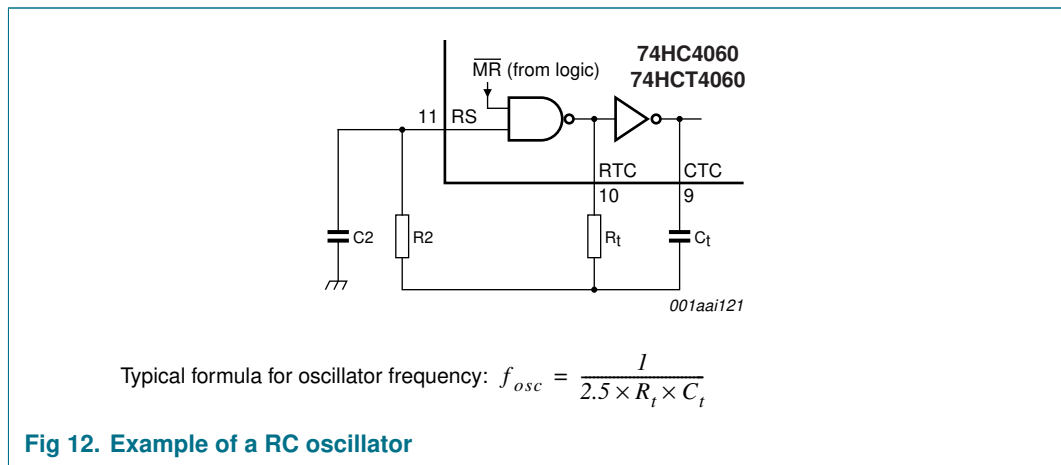 74HC4060
74HCT4060
MR (from logic)
11 RS
RTC CTC
10 9
C2 R2 Rt Ct
001aai121
Typical formula for oscillator frequency: fosc = 1 / 2.5 × Rt × Ct
Fig 12. Example of a RC oscillator